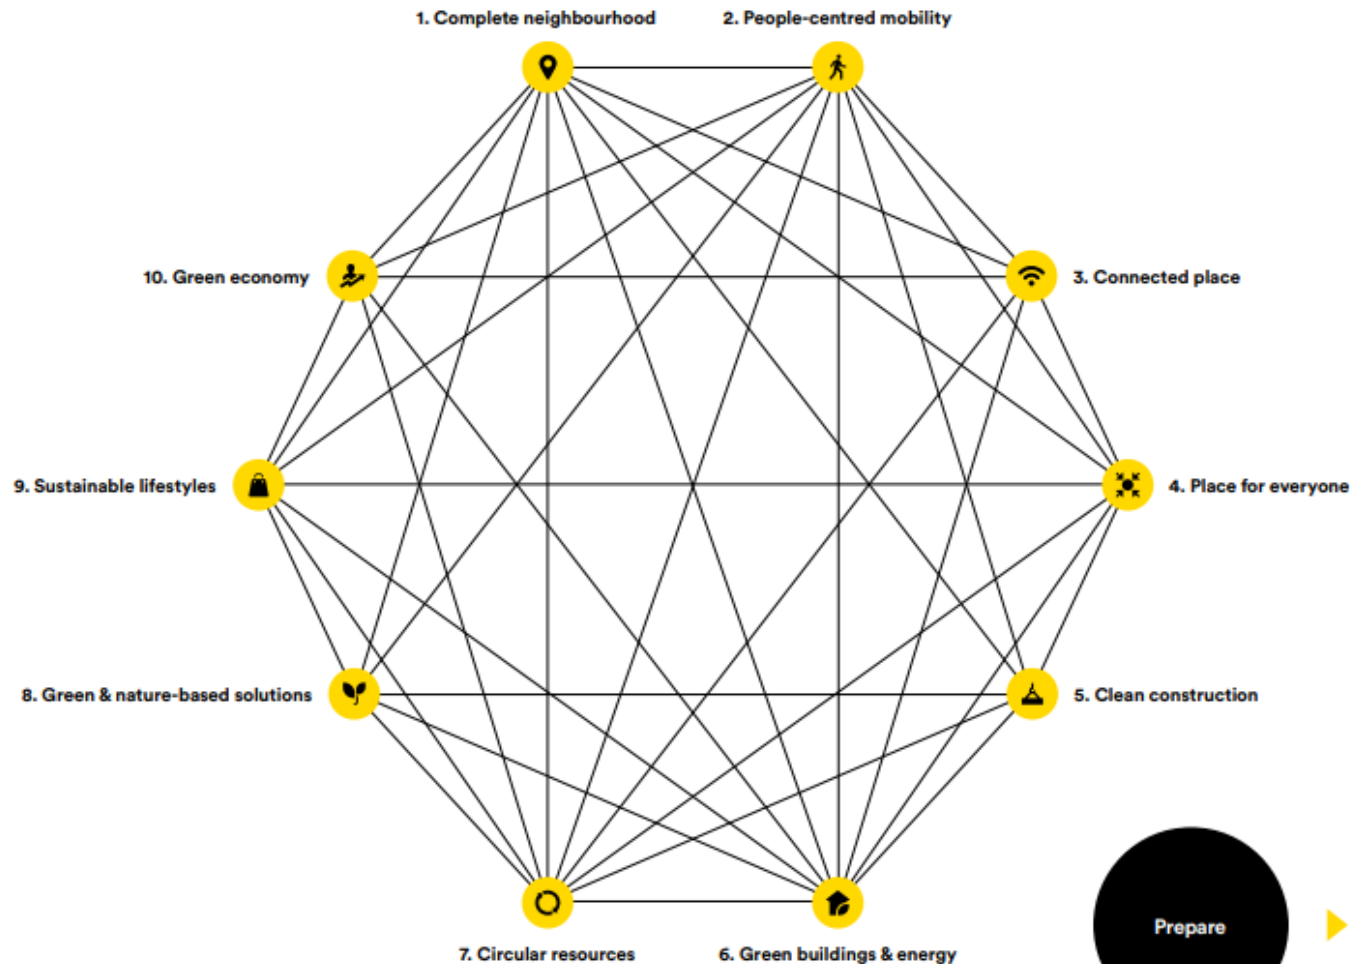 1. Complete neighbourhood
2. People-centred mobility
10. Green economy
3. Connected place
9. Sustainable lifestyles
4. Place for everyone
8. Green & nature-based solutions
5. Clean construction
Prepare
7. Circular resources
6. Green buildings & energy